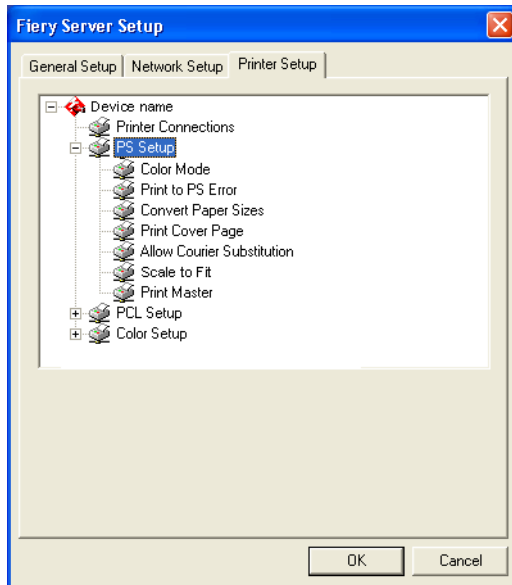 Fiery Server Setup
General Setup Network Setup Printer Setup
Device name
Printer Connections
PS Setup
Color Mode
Print to PS Error
Convert Paper Sizes
Print Cover Page
Allow Courier Substitution
Scale to Fit
Print Master
PCL Setup
Color Setup
OK Cancel